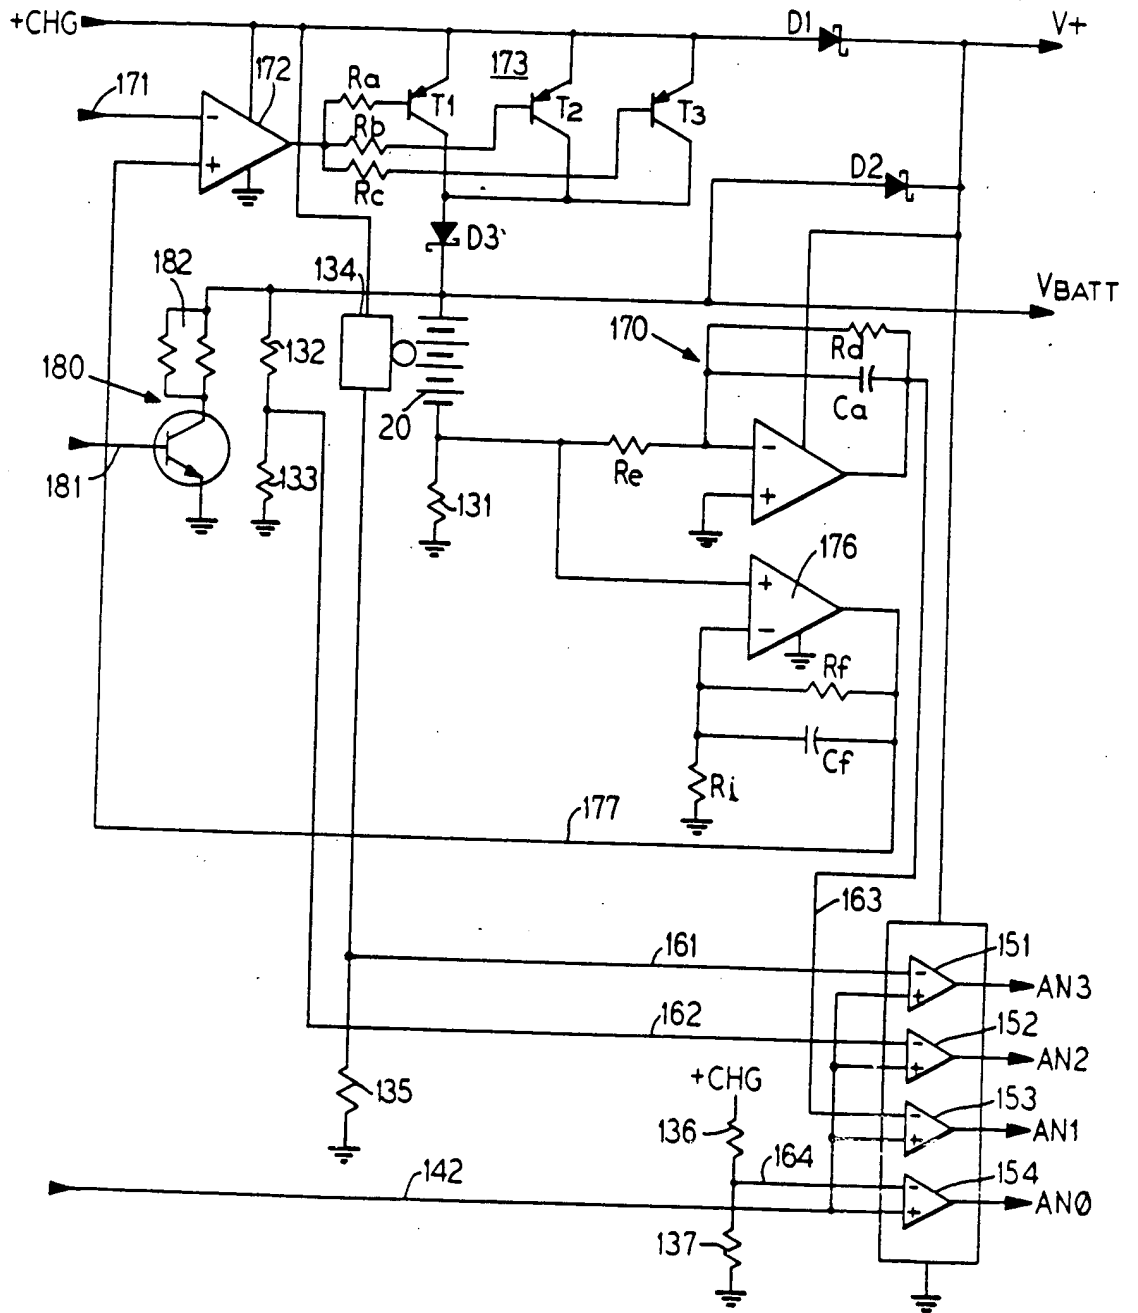 +CHG
D1
V+
171
172
Ra
173
T1
T2
T3
Rb
Rc
D2
D3
182
134
VBATT
132
170
Rd
180
Ca
20
181
133
131
Re
176
Rf
Cf
Ri
177
163
161
151
AN3
162
152
AN2
+CHG
135
153
136
AN1
164
154
142
AN0
137